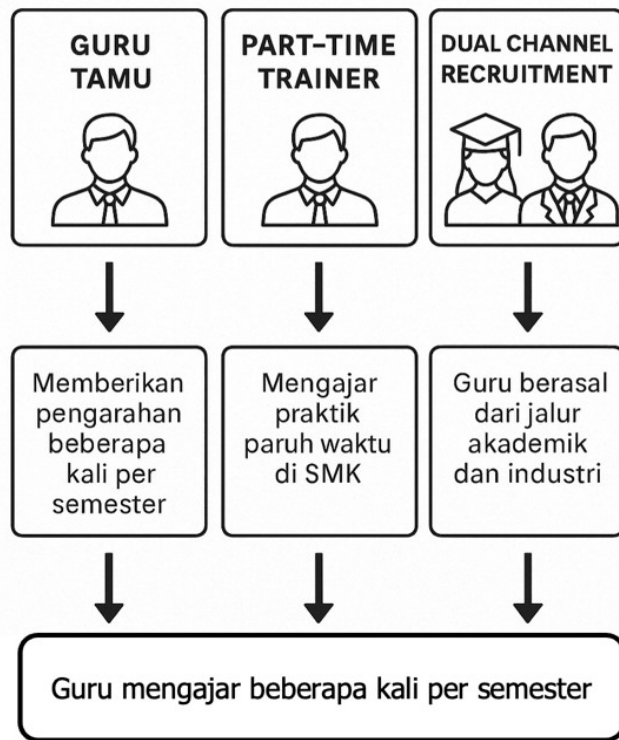 GURU
TAMU
PART-TIME
TRAINER
DUAL CHANNEL
RECRUITMENT
Memberikan
pengarahan
beberapa
kali per
semester
Mengajar
praktik
paruh waktu
di SMK
Guru berasal
dari jalur
akademik
dan industri
Guru mengajar beberapa kali per semester